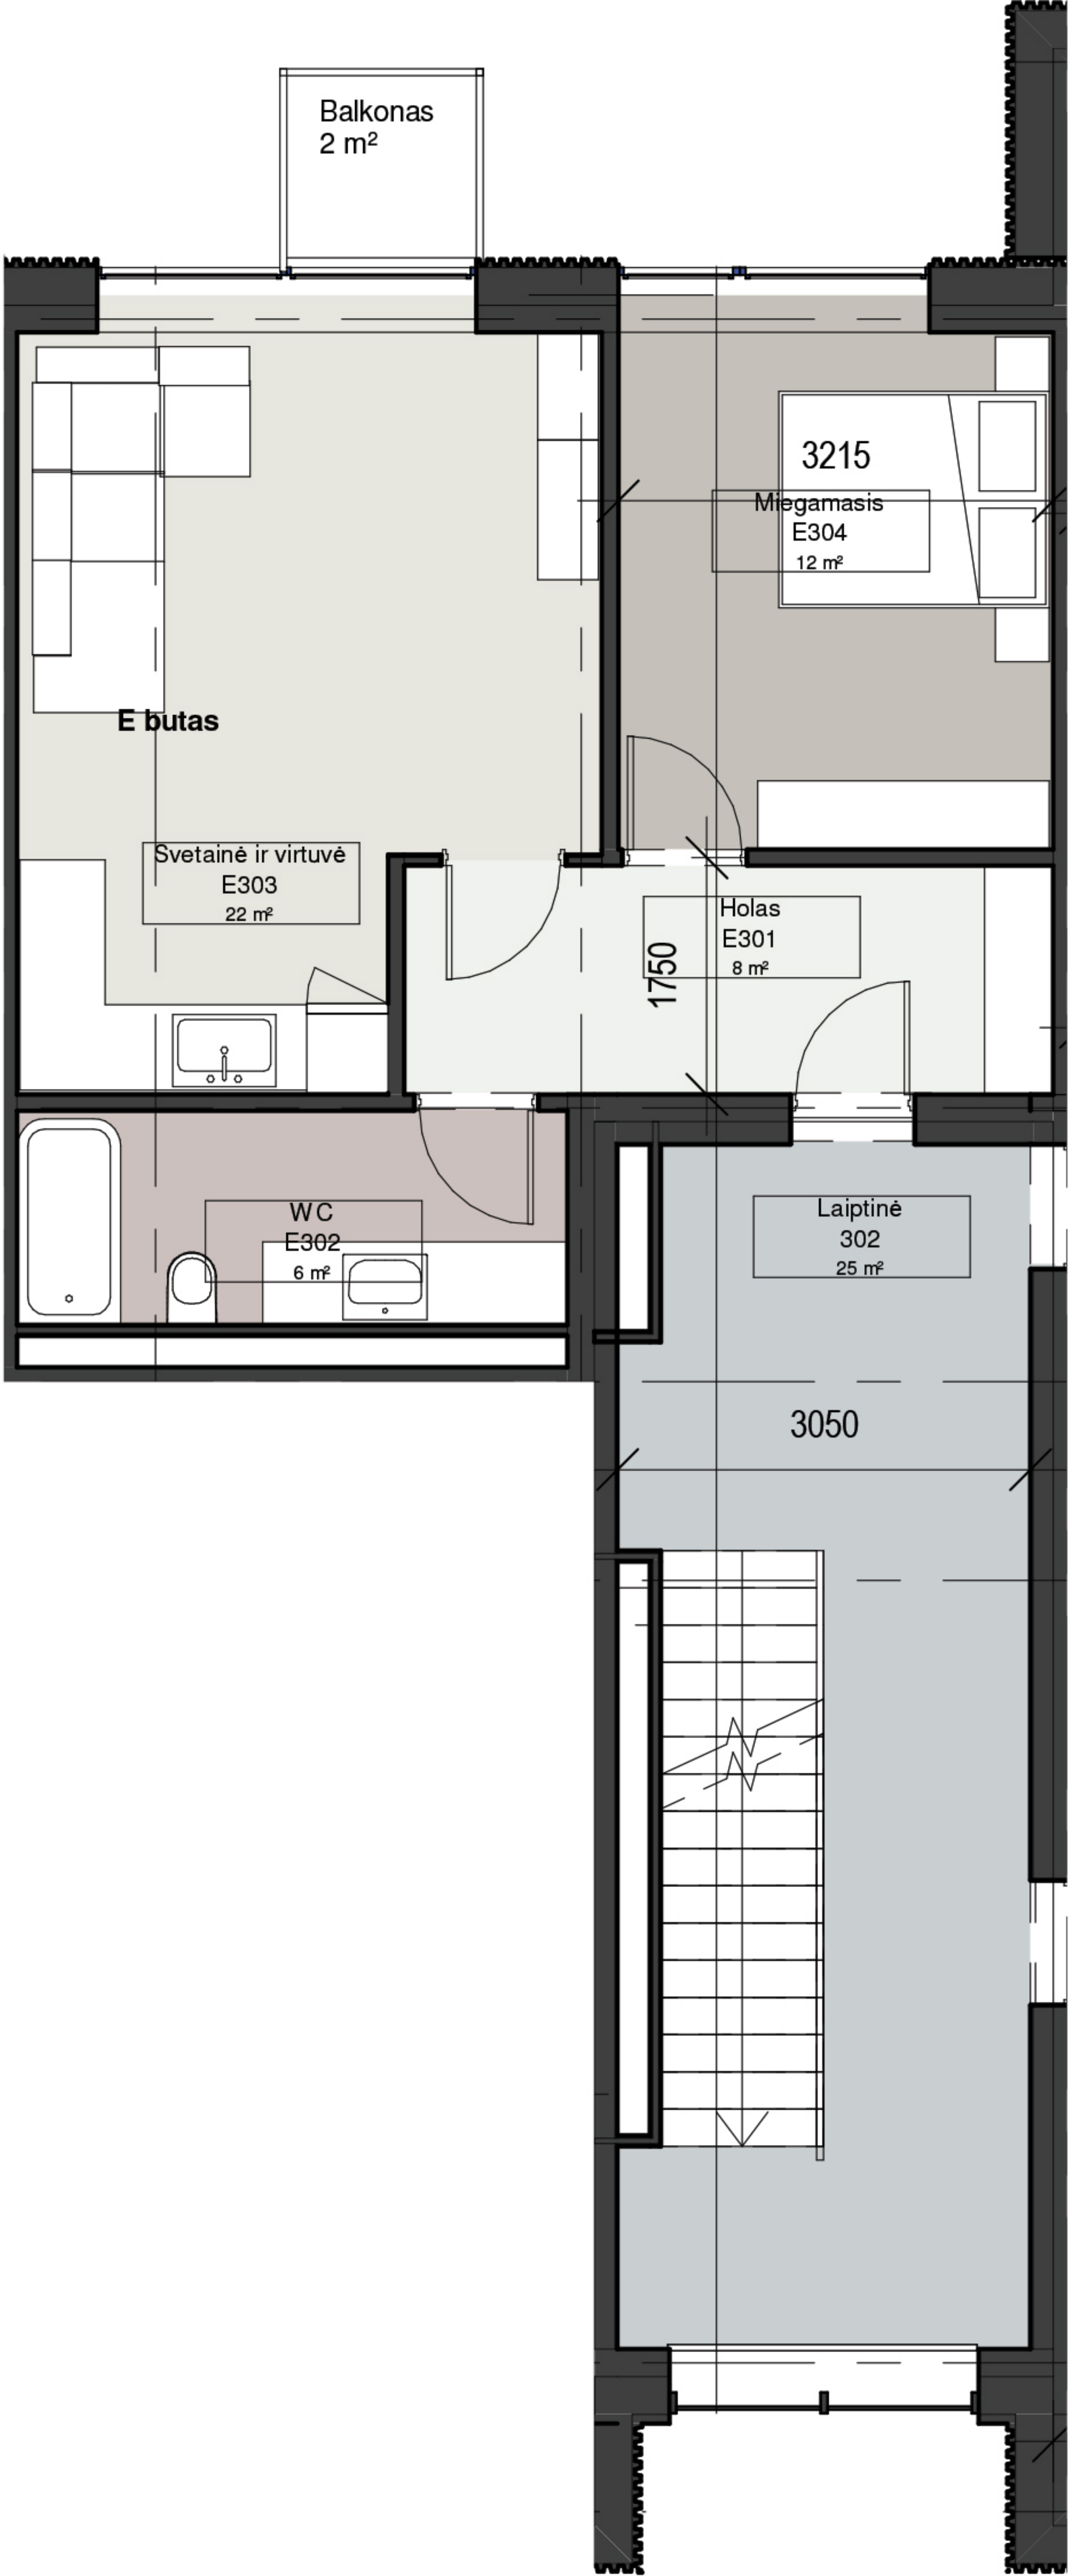 Balkonas
2 m²
3215
Miegamasis
E304
12 m²
E butas
Svetainė ir virtuvė
E303
22 m²
Holas
E301
8 m²
1750
WC
E302
6 m²
Laiptinė
302
25 m²
3050